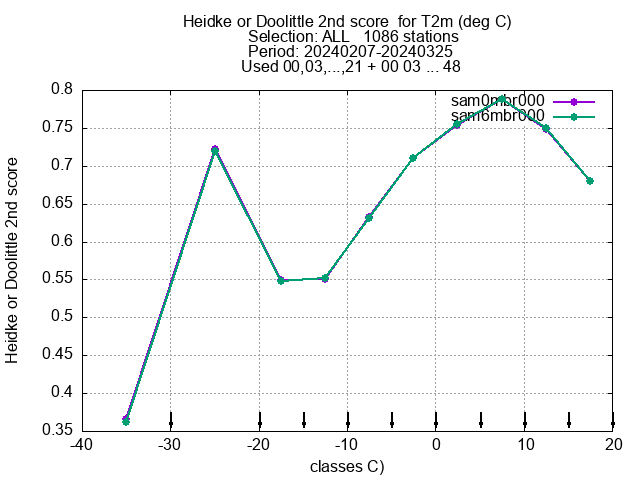 Heidke or Doolittle 2nd score  for T2m (deg C)
Selection: ALL   1086 stations
Period: 20240207-20240325
Used 00,03,...,21 + 00 03 ... 48
sam0mbr000
sam6mbr000
0.8
0.75
0.7
0.65
0.6
0.55
0.5
0.45
0.4
0.35
Heidke or Doolittle 2nd score
-40 -30 -20 -10 0 10 20
classes C)